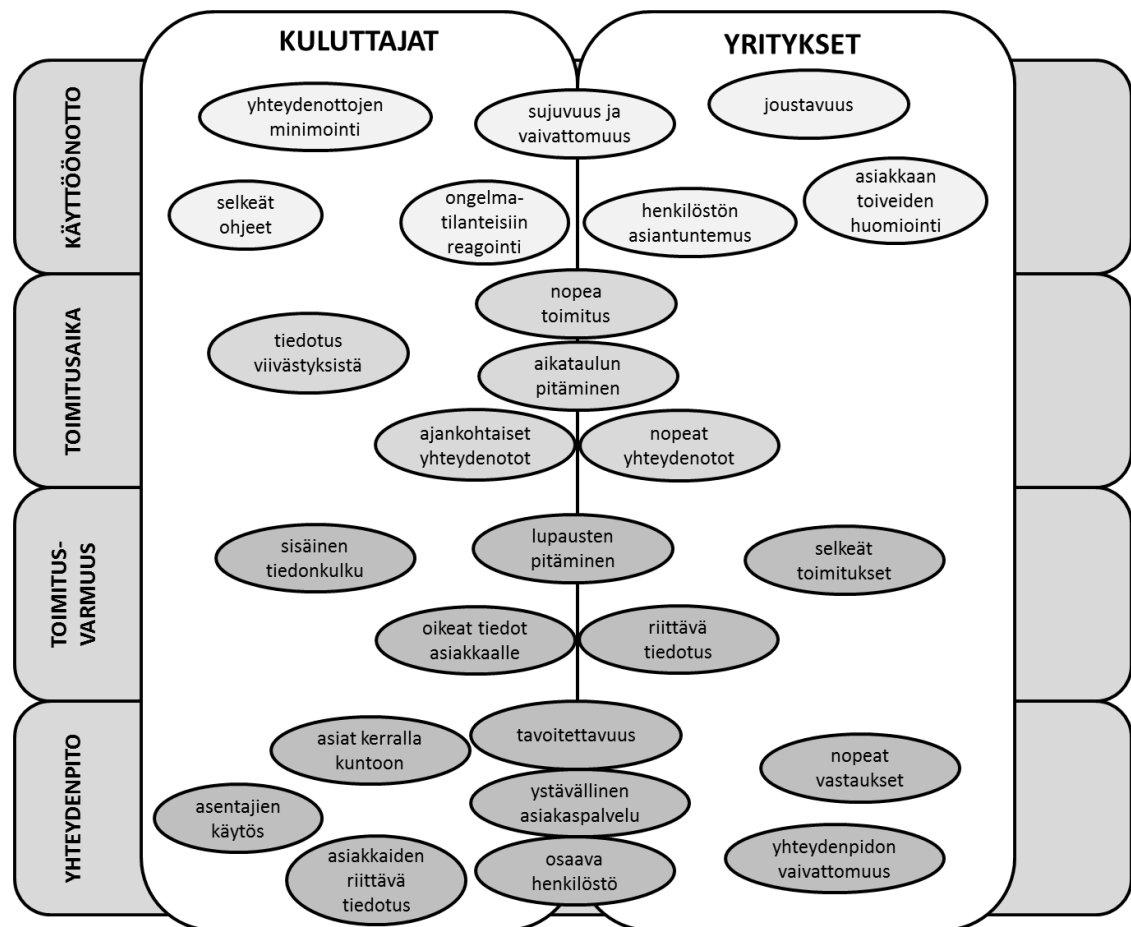 KULUTTAJAT
YRITYKSET
KÄYTTÖÖNOTTO
yhteydenottojen
minimointi
sujuvuus ja
vaivattomuus
joustavuus
selkeät
ohjeet
ongelma-
tilanteisiin
reagointi
henkilöstön
asiantuntemus
asiakkaan
toiveiden
huomiointi
TOIMITUSAIKA
nopea
toimitus
tiedotus
viivästyksistä
aikataulun
pitäminen
ajankohtaiset
yhteydenotot
nopeat
yhteydenotot
TOIMITUS-
VARMUUS
sisäinen
tiedonkulku
lupausten
pitäminen
selkeät
toimitukset
oikeat tiedot
asiakkaalle
riittävä
tiedotus
YHTEYDENPITO
asiat kerralla
kuntoon
tavoitettavuus
nopeat
vastaukset
asentajien
käytös
ystävällinen
asiakaspalvelu
asiakkaiden
riittävä
tiedotus
osaava
henkilöstö
yhteydenpidon
vaivattomuus